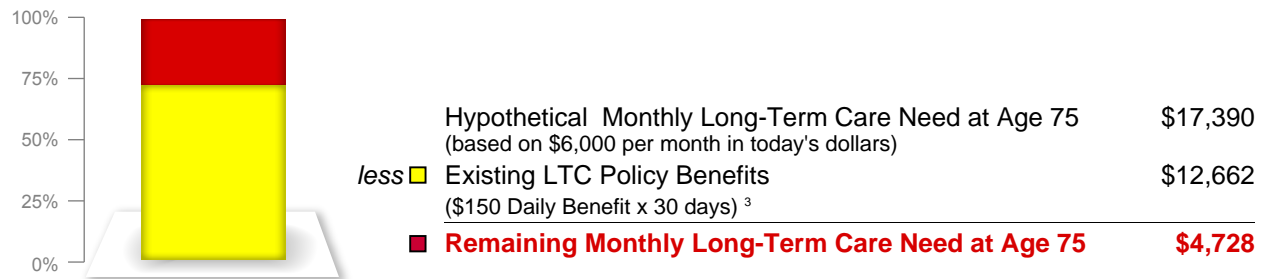 100%
75%
50%
25%
0%
Hypothetical Monthly Long-Term Care Need at Age 75 $17,390
(based on $6,000 per month in today's dollars)
less Existing LTC Policy Benefits $12,662
($150 Daily Benefit x 30 days) ³
Remaining Monthly Long-Term Care Need at Age 75 $4,728